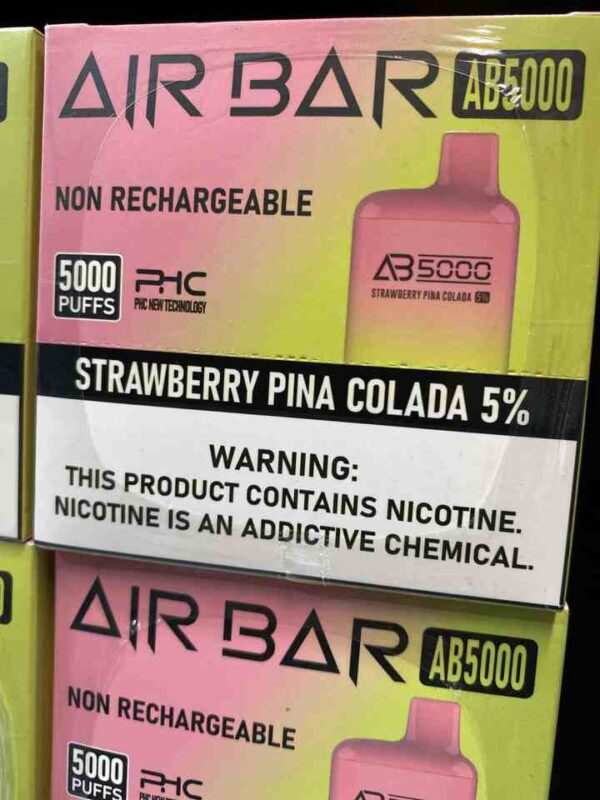 AIR BAR AB5000
NON RECHARGEABLE
5000
PUFFS
PHC
PHC NEW TECHNOLOGY
AB5000
STRAWBERRY PINA COLADA 5%
STRAWBERRY PINA COLADA 5%
WARNING:
THIS PRODUCT CONTAINS NICOTINE.
NICOTINE IS AN ADDICTIVE CHEMICAL.
AIR BAR AB5000
NON RECHARGEABLE
5000
PUFFS
PHC
AB5000